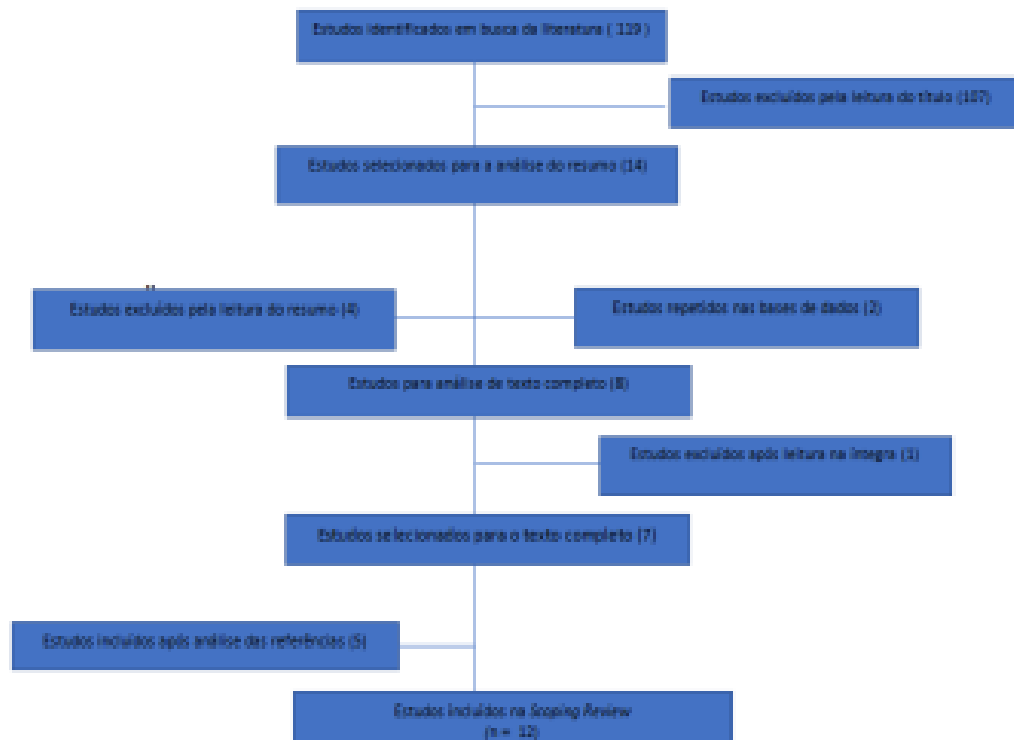 Estudos identificados em busca da literatura
Estudos excluídos pela leitura do título (107)
Estudos selecionados para a análise do resumo (14)
Estudos excluídos pela leitura do resumo (4)
Estudos repetidos nas bases de dados (2)
Estudos para análise de texto completo (8)
Estudos excluídos após leitura na íntegra (1)
Estudos selecionados para o texto completo (7)
Estudos incluídos após análise das referências (5)
Estudos incluídos na Scoping Review
(n = 12)